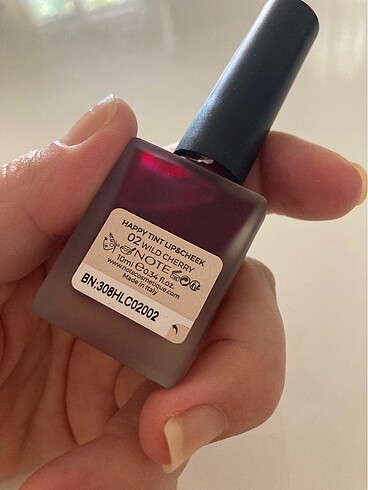 HAPPY TINT LIP&CHEEK
02 WILD CHERRY
NOTE
10ml ℮ 0.34 fl.oz.
www.notecosmetique.com
Made in Italy
BN:308HLC02002